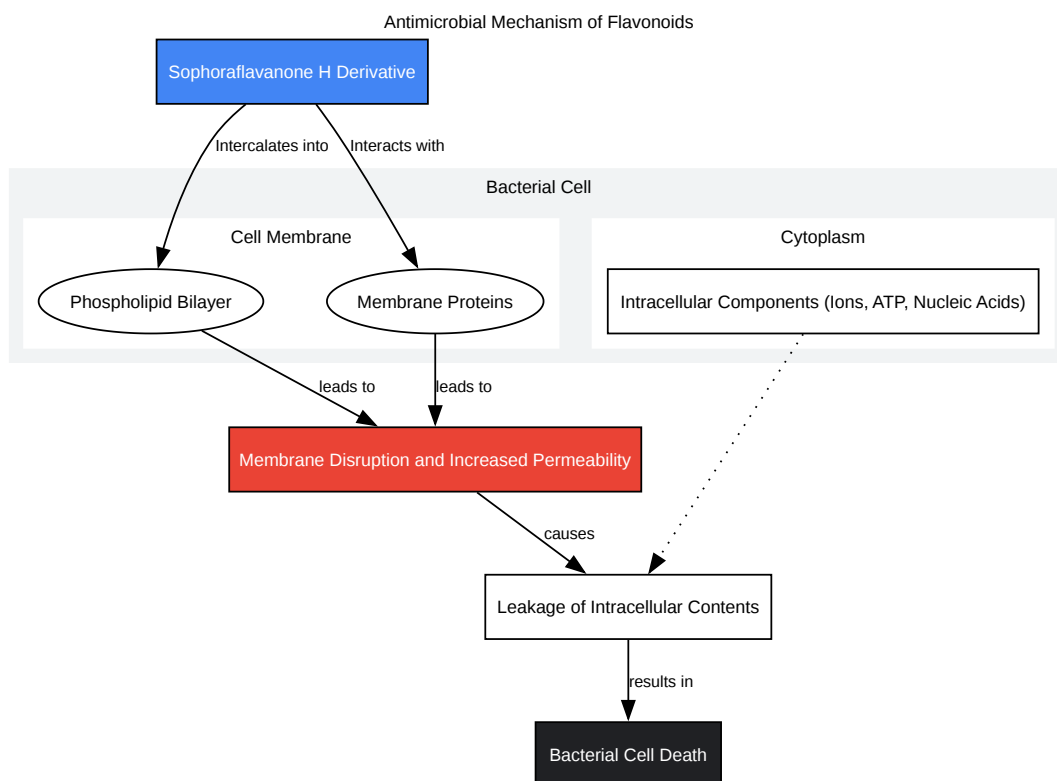 Antimicrobial Mechanism of Flavonoids
Sophoraflavanone H Derivative
Intercalates into
Interacts with
Bacterial Cell
Cell Membrane
Cytoplasm
Phospholipid Bilayer
Membrane Proteins
Intracellular Components (Ions, ATP, Nucleic Acids)
leads to
leads to
Membrane Disruption and Increased Permeability
causes
Leakage of Intracellular Contents
results in
Bacterial Cell Death